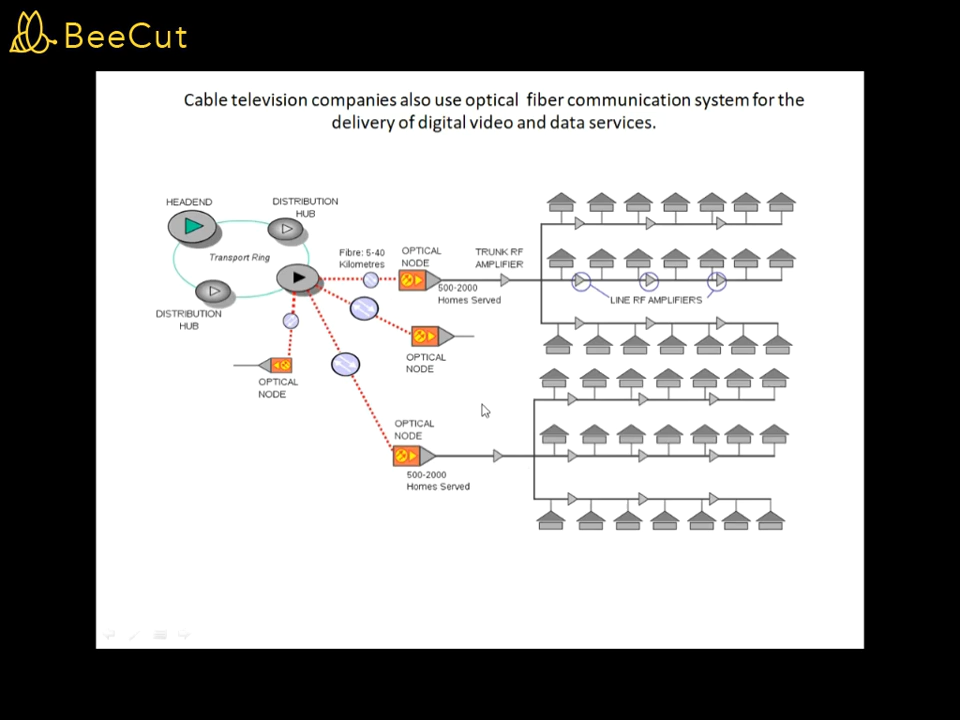 BeeCut
Cable television companies also use optical fiber communication system for the
delivery of digital video and data services.
HEADEND
DISTRIBUTION
HUB
Transport Ring
Fibre: 5-40
Kilometres
OPTICAL
NODE
TRUNK RF
AMPLIFIER
500-2000
Homes Served
LINE RF AMPLIFIERS
DISTRIBUTION
HUB
OPTICAL
NODE
OPTICAL
NODE
OPTICAL
NODE
500-2000
Homes Served